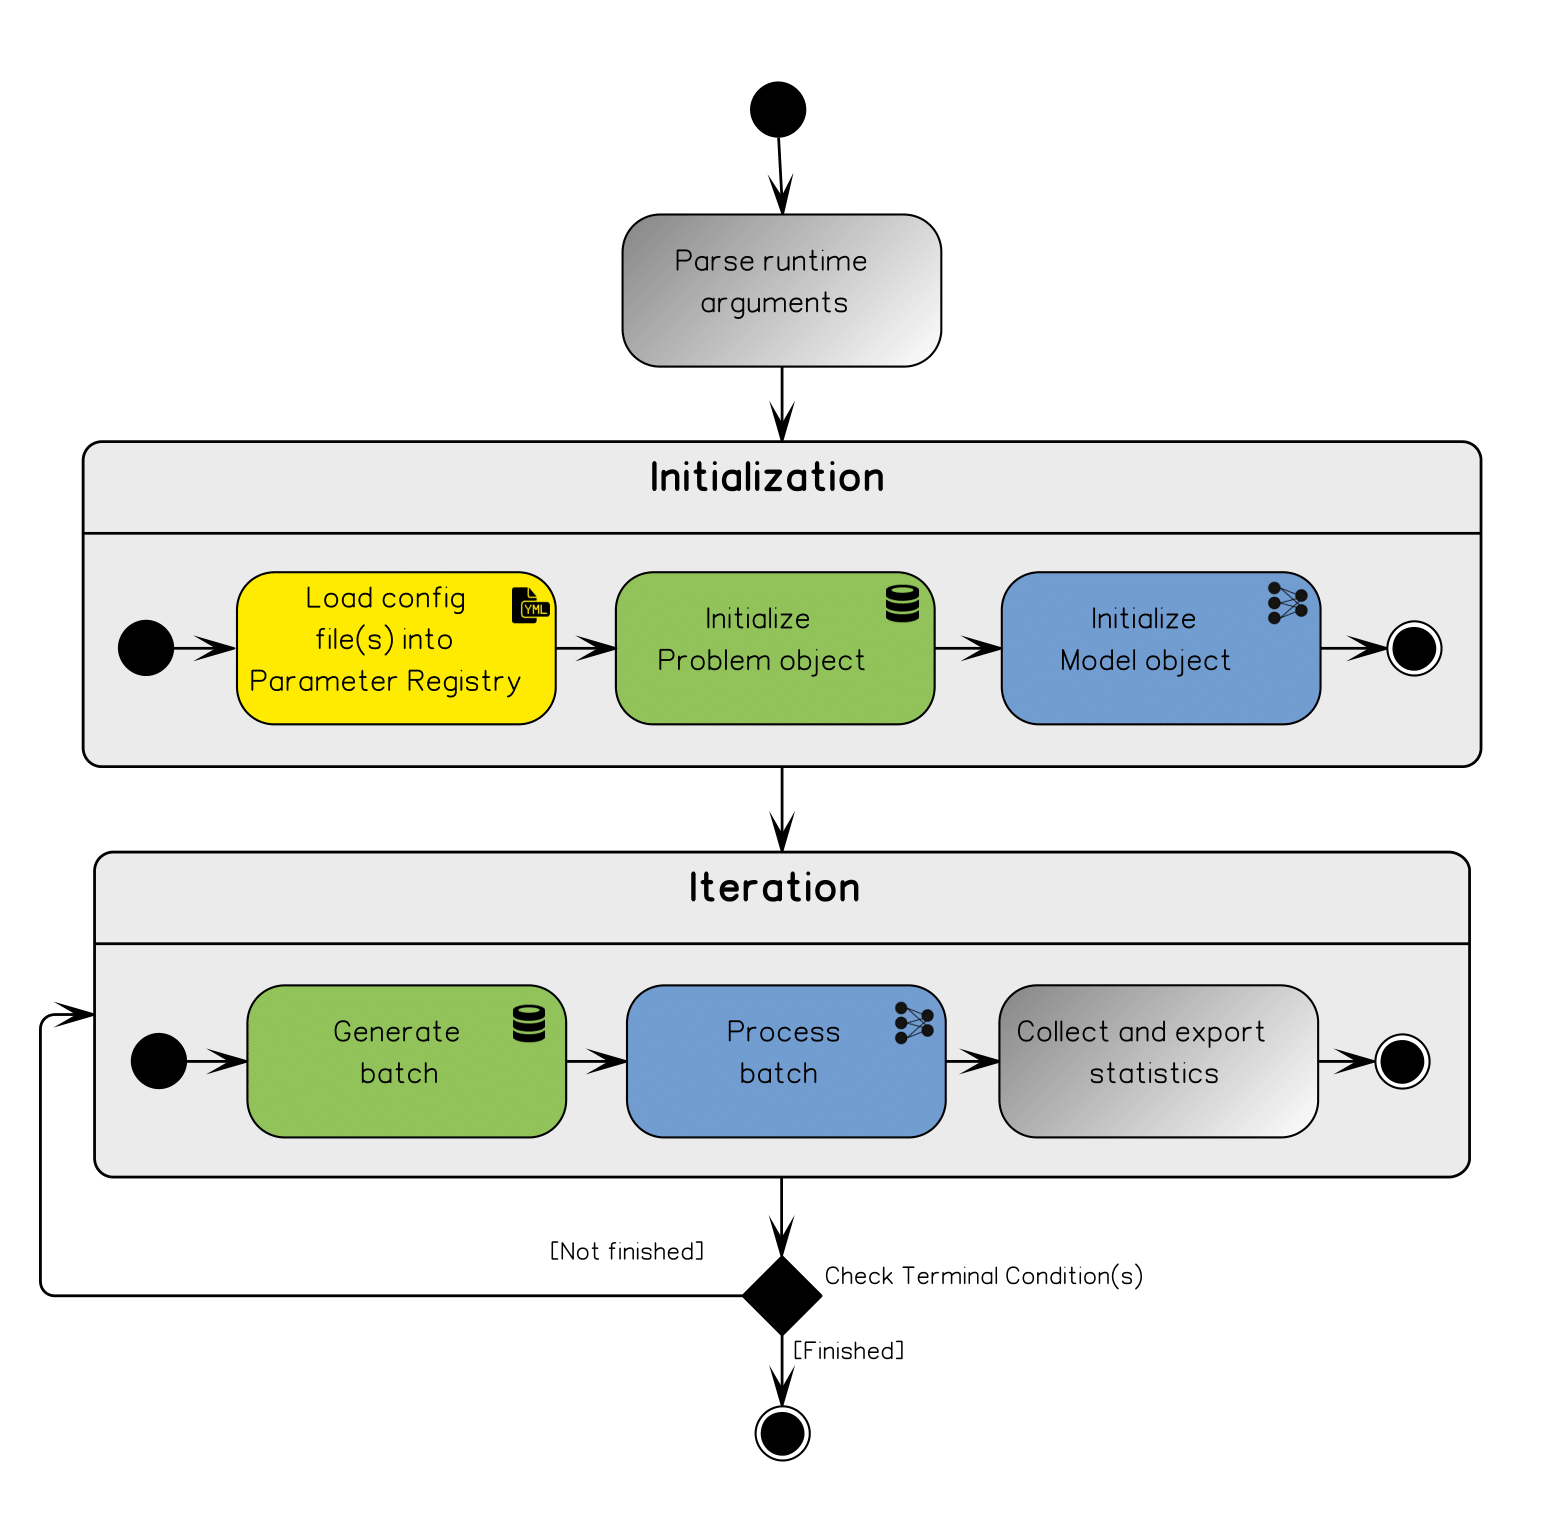 Parse runtime
arguments
Initialization
Load config
file(s) into
Parameter Registry
YML
Initialize
Problem object
Initialize
Model object
Iteration
Generate
batch
Process
batch
Collect and export
statistics
[Not finished]
Check Terminal Condition(s)
[Finished]